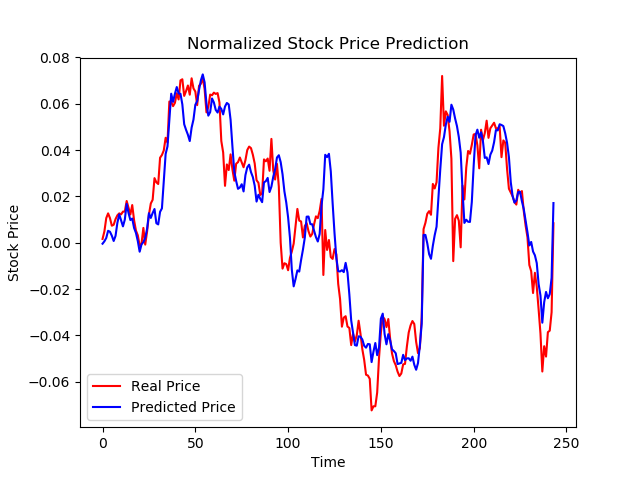 Normalized Stock Price Prediction
0.08
0.06
0.04
0.02
0.00
−0.02
−0.04
−0.06
Stock Price
Real Price
Predicted Price
0 50 100 150 200 250
Time